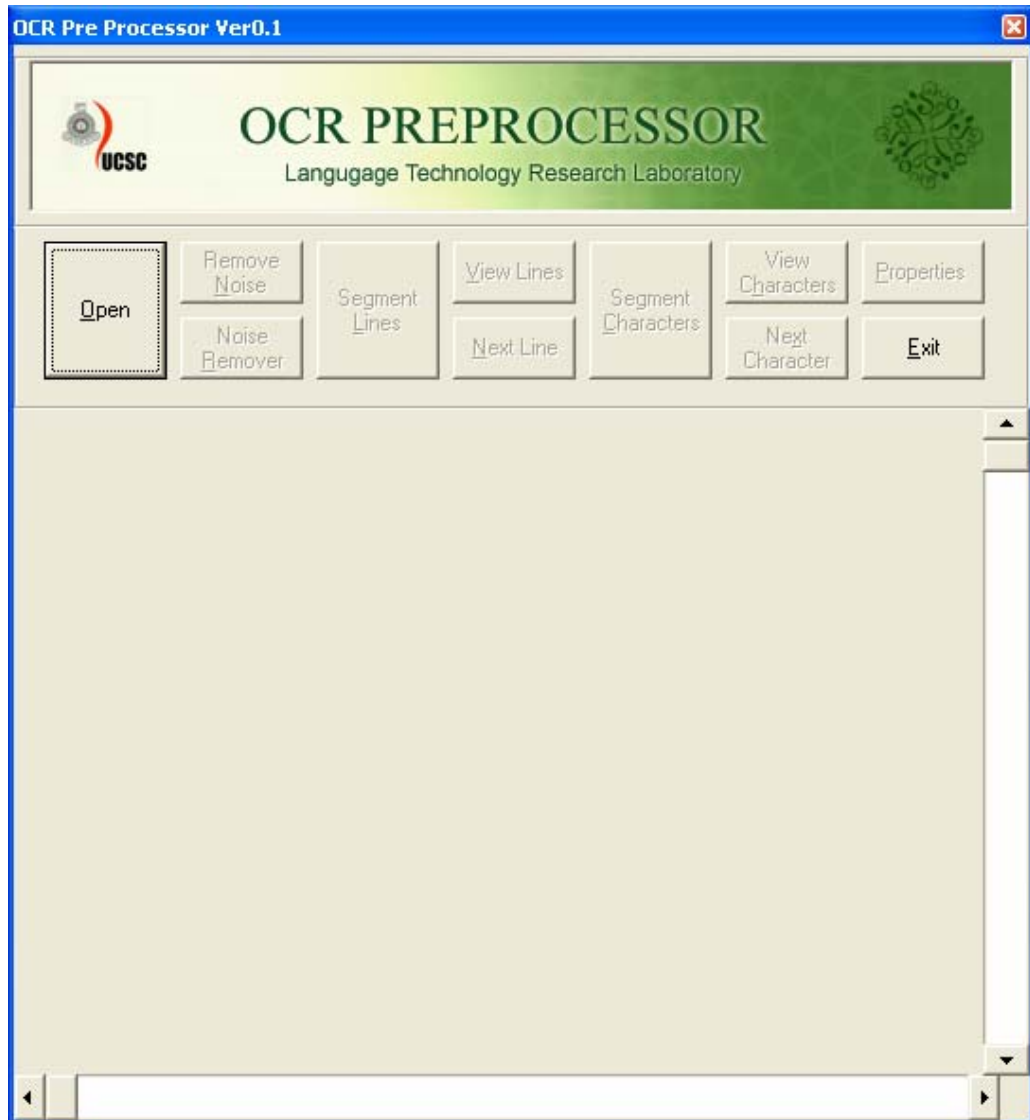 OCR Pre Processor Ver0.1
UCSC
OCR PREPROCESSOR
Langugage Technology Research Laboratory
Open
Remove
Noise
Noise
Remover
Segment
Lines
View Lines
Next Line
Segment
Characters
View
Characters
Next
Character
Properties
Exit